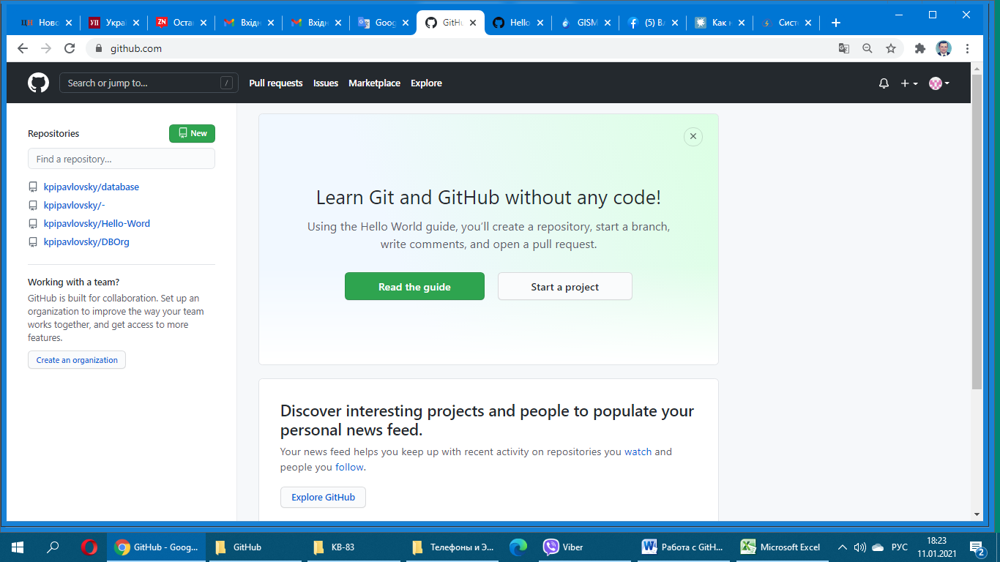 Ново
Украї
Оста
Вхідн
Вхідн
Goog
GitHu
Hello
GISM
(5) ВА
Как н
Сист
github.com
Search or jump to... /
Pull requests Issues Marketplace Explore
Repositories
New
Find a repository...
kpipavlovsky/database
kpipavlovsky/-
kpipavlovsky/Hello-Word
kpipavlovsky/DBOrg
Working with a team?
GitHub is built for collaboration. Set up an
organization to improve the way your team
works together, and get access to more
features.
Create an organization
Learn Git and GitHub without any code!
Using the Hello World guide, you’ll create a repository, start a branch,
write comments, and open a pull request.
Read the guide
Start a project
Discover interesting projects and people to populate your
personal news feed.
Your news feed helps you keep up with recent activity on repositories you watch and
people you follow.
Explore GitHub
GitHub - Goog...
GitHub
КВ-83
Телефоны и Э...
Viber
Работа с GitH...
Microsoft Excel
РУС
18:23
11.01.2021
2